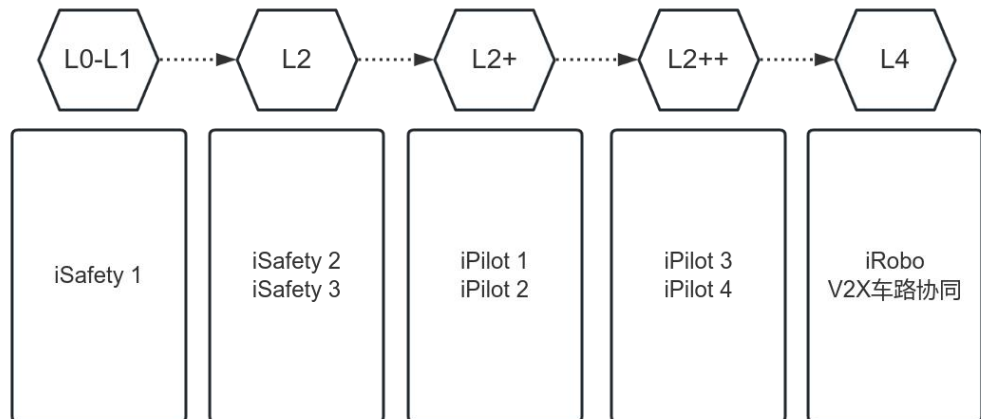 L0-L1
L2
L2+
L2++
L4
iSafety 1
iSafety 2
iSafety 3
iPilot 1
iPilot 2
iPilot 3
iPilot 4
iRobo
V2X车路协同